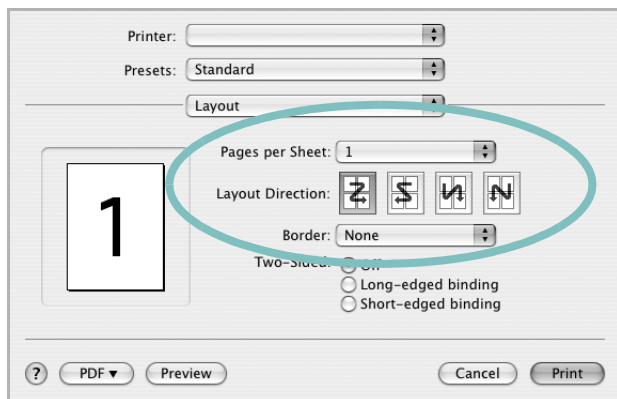 Printer:
Presets: Standard
Layout
Pages per Sheet: 1
Layout Direction:
Border: None
Two-Sided: Off
Long-edged binding
Short-edged binding
1
? PDF▼ Preview Cancel Print